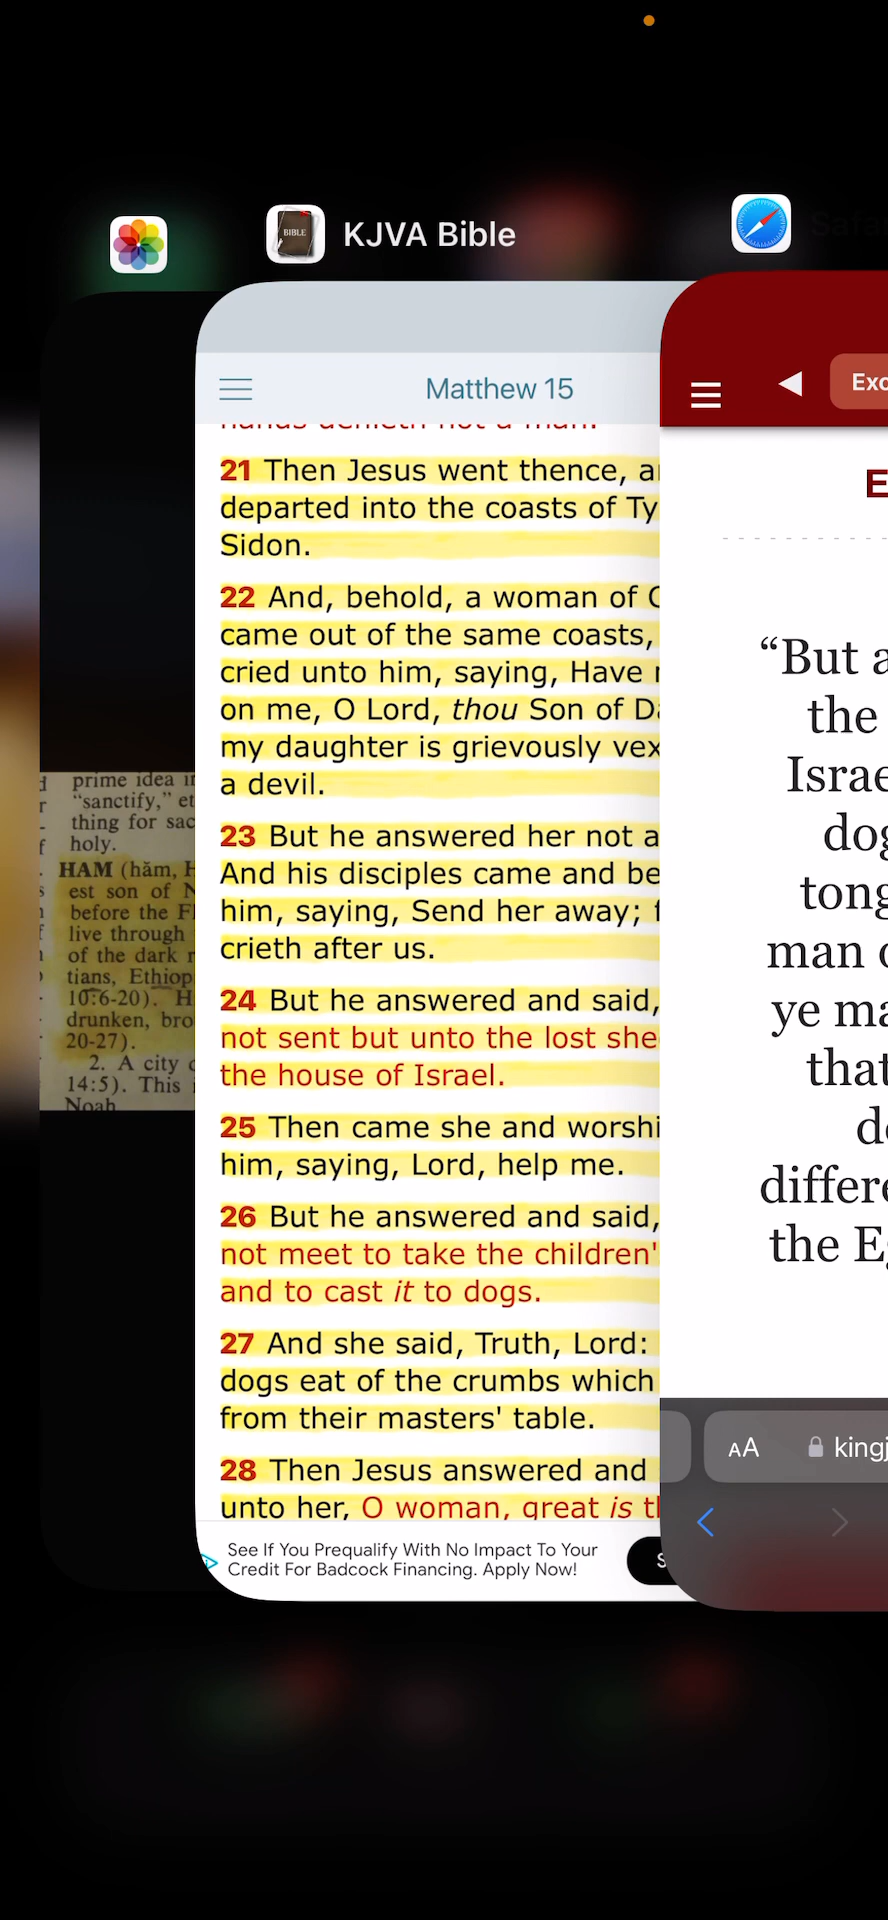 KJVA Bible
Matthew 15
hands defileth not a man.
21 Then Jesus went thence,
departed into the coasts of
Sidon.
22 And, behold, a woman of
came out of the same coasts,
cried unto him, saying, Have
on me, O Lord, thou Son of
my daughter is grievously
a devil.
23 But he answered her not a
And his disciples came and
him, saying, Send her away;
crieth after us.
24 But he answered and said,
not sent but unto the lost
the house of Israel.
25 Then came she and
him, saying, Lord, help me.
26 But he answered and said,
not meet to take the children'
and to cast it to dogs.
27 And she said, Truth, Lord:
dogs eat of the crumbs which
from their masters' table.
28 Then Jesus answered and
unto her, O woman, great is
See If You Prequalify With No Impact To Your
Credit For Badcock Financing. Apply Now!
prime idea
"sanctify,"
thing for
holy.
HAM (hăm,
est son of
before the
live through
of the dark
tians,
10:6-20).
drunken,
20-27).
2. A city
14:5). This
Noah
BIBLE
Exo
E
"But a
the
Israe
dog
tong
man
ye ma
that
differe
the Eg
AA
kingj